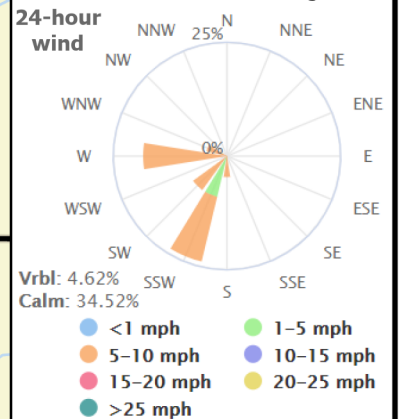 24-hour
wind
N
NNE
NE
ENE
E
ESE
SE
SSE
S
SSW
SW
WSW
W
WNW
NW
NNW
25%
0%
Vrbl: 4.62%
Calm: 34.52%
<1 mph
1–5 mph
5–10 mph
10–15 mph
15–20 mph
20–25 mph
>25 mph